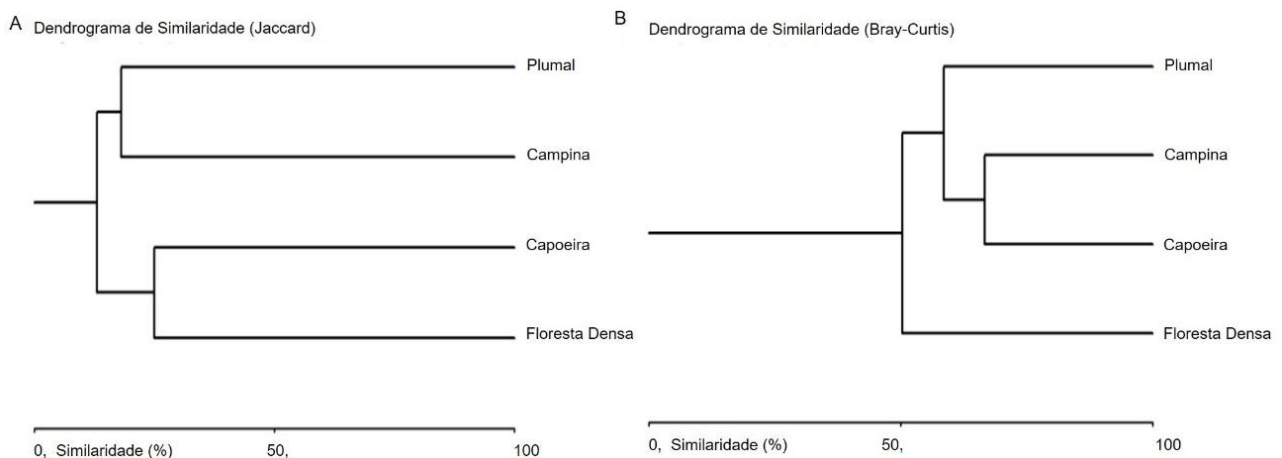 A Dendrograma de Similaridade (Jaccard)
Plumal
Campina
Capoeira
Floresta Densa
0, Similaridade (%) 50, 100
B Dendrograma de Similaridade (Bray-Curtis)
Plumal
Campina
Capoeira
Floresta Densa
0, Similaridade (%) 50, 100